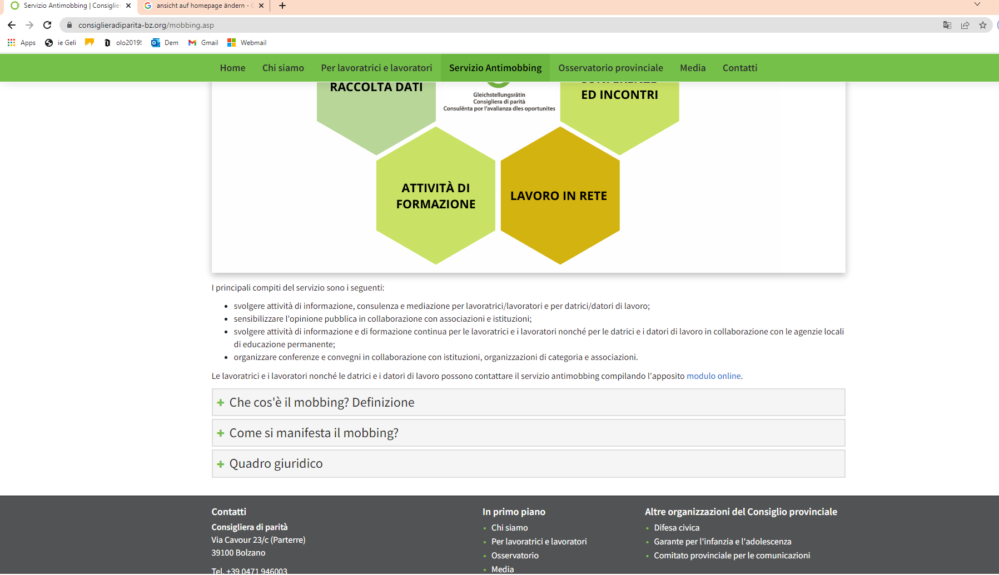 Servizio Antimobbing | Consiglie
ansicht auf homepage ändern -
consiglieradiparita-bz.org/mobbing.asp
Apps
ie Geli
olo2019!
Dem
Gmail
Webmail
Home
Chi siamo
Per lavoratrici e lavoratori
Servizio Antimobbing
Osservatorio provinciale
Media
Contatti
RACCOLTA DATI
Gleichstellungsrätin
Consigliera di parità
Consulënta por l'avalianza dles oportunites
CONFERENZE
ED INCONTRI
ATTIVITÀ DI
FORMAZIONE
LAVORO IN RETE
I principali compiti del servizio sono i seguenti:
svolgere attività di informazione, consulenza e mediazione per lavoratrici/lavoratori e per datrici/datori di lavoro;
sensibilizzare l'opinione pubblica in collaborazione con associazioni e istituzioni;
svolgere attività di informazione e di formazione continua per le lavoratrici e i lavoratori nonché per le datrici e i datori di lavoro in collaborazione con le agenzie locali
di educazione permanente;
organizzare conferenze e convegni in collaborazione con istituzioni, organizzazioni di categoria e associazioni.
Le lavoratrici e i lavoratori nonché le datrici e i datori di lavoro possono contattare il servizio antimobbing compilando l'apposito modulo online.
Che cos'è il mobbing? Definizione
Come si manifesta il mobbing?
Quadro giuridico
Contatti
Consigliera di parità
Via Cavour 23/c (Parterre)
39100 Bolzano
Tel. +39 0471 946003
In primo piano
Chi siamo
Per lavoratrici e lavoratori
Osservatorio
Media
Altre organizzazioni del Consiglio provinciale
Difesa civica
Garante per l'infanzia e l'adolescenza
Comitato provinciale per le comunicazioni